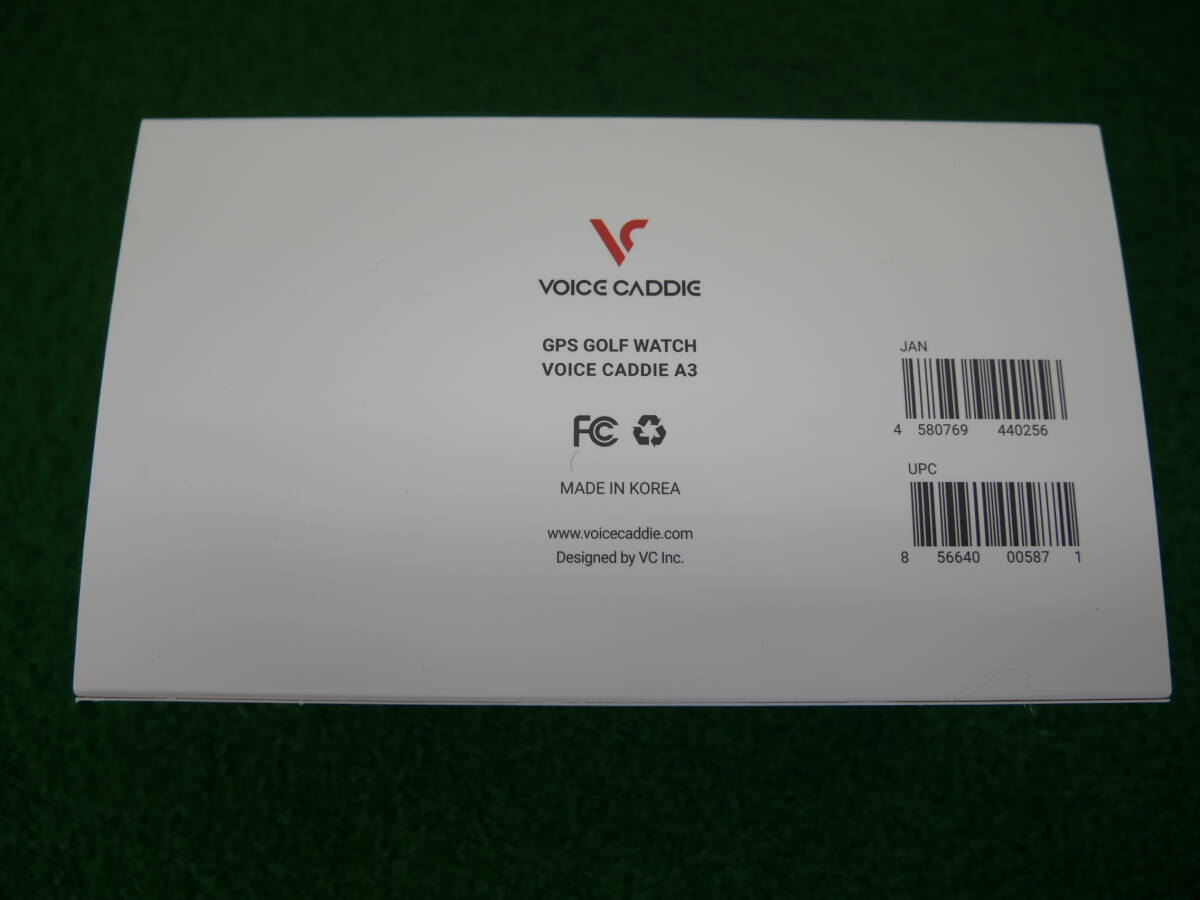 VOICE CADDIE
GPS GOLF WATCH
VOICE CADDIE A3
FC
MADE IN KOREA
www.voicecaddie.com
Designed by VC Inc.
JAN
4 580769 440256
UPC
8 56640 00587 1